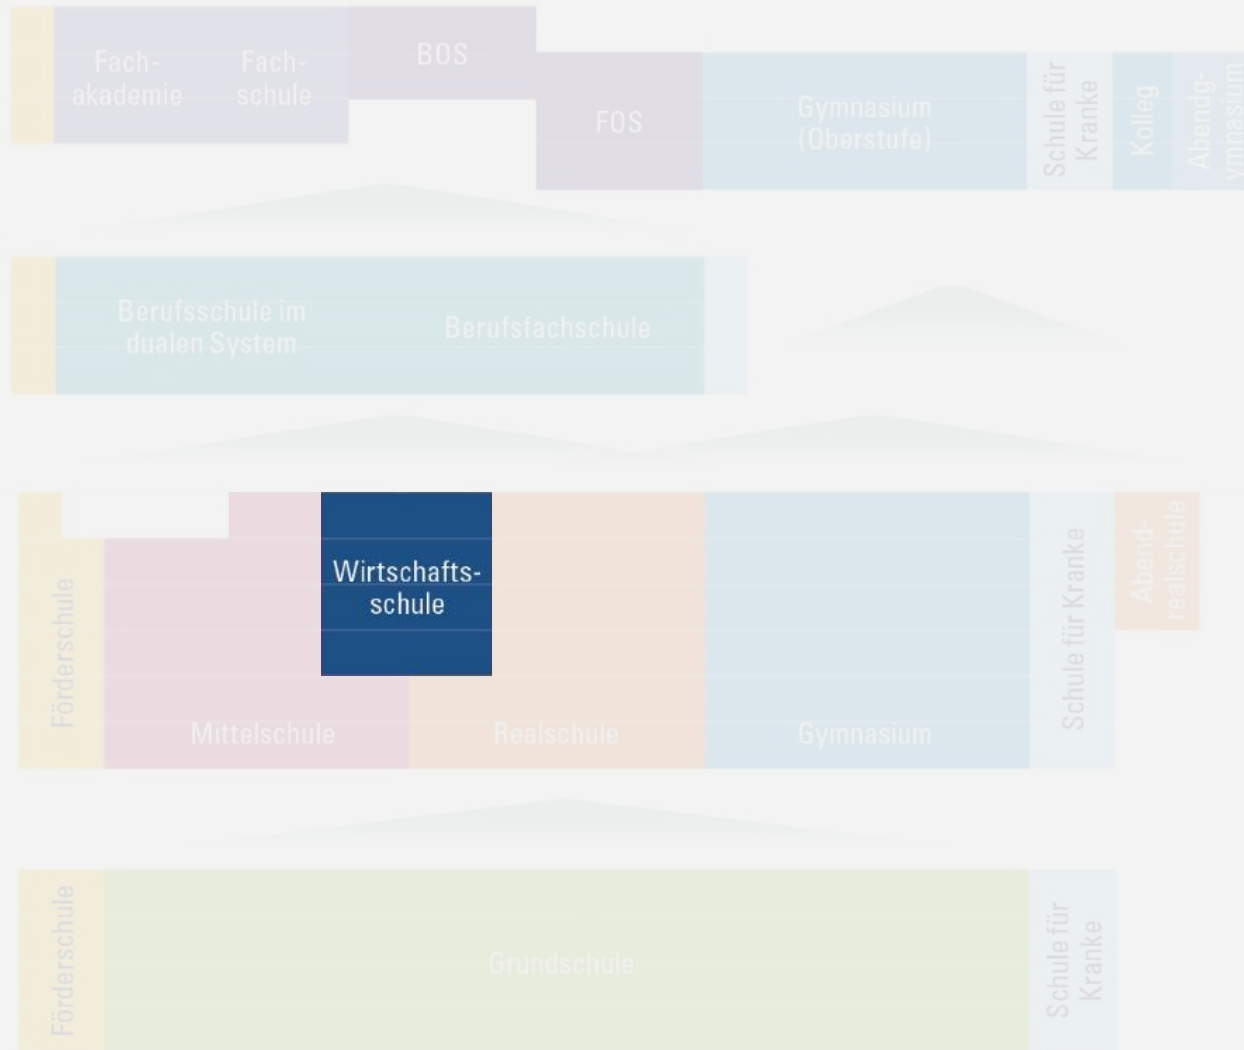 Fach-
akademie
Fach-
schule
BOS
FOS
Gymnasium
(Oberstufe)
Schule für
Kranke
Kolleg
Abendg-
ymnasium
Berufsschule im
dualen System
Berufsfachschule
Förderschule
Mittelschule
Wirtschafts-
schule
Realschule
Gymnasium
Schule für Kranke
Abend-
realschule
Förderschule
Grundschule
Schule für
Kranke